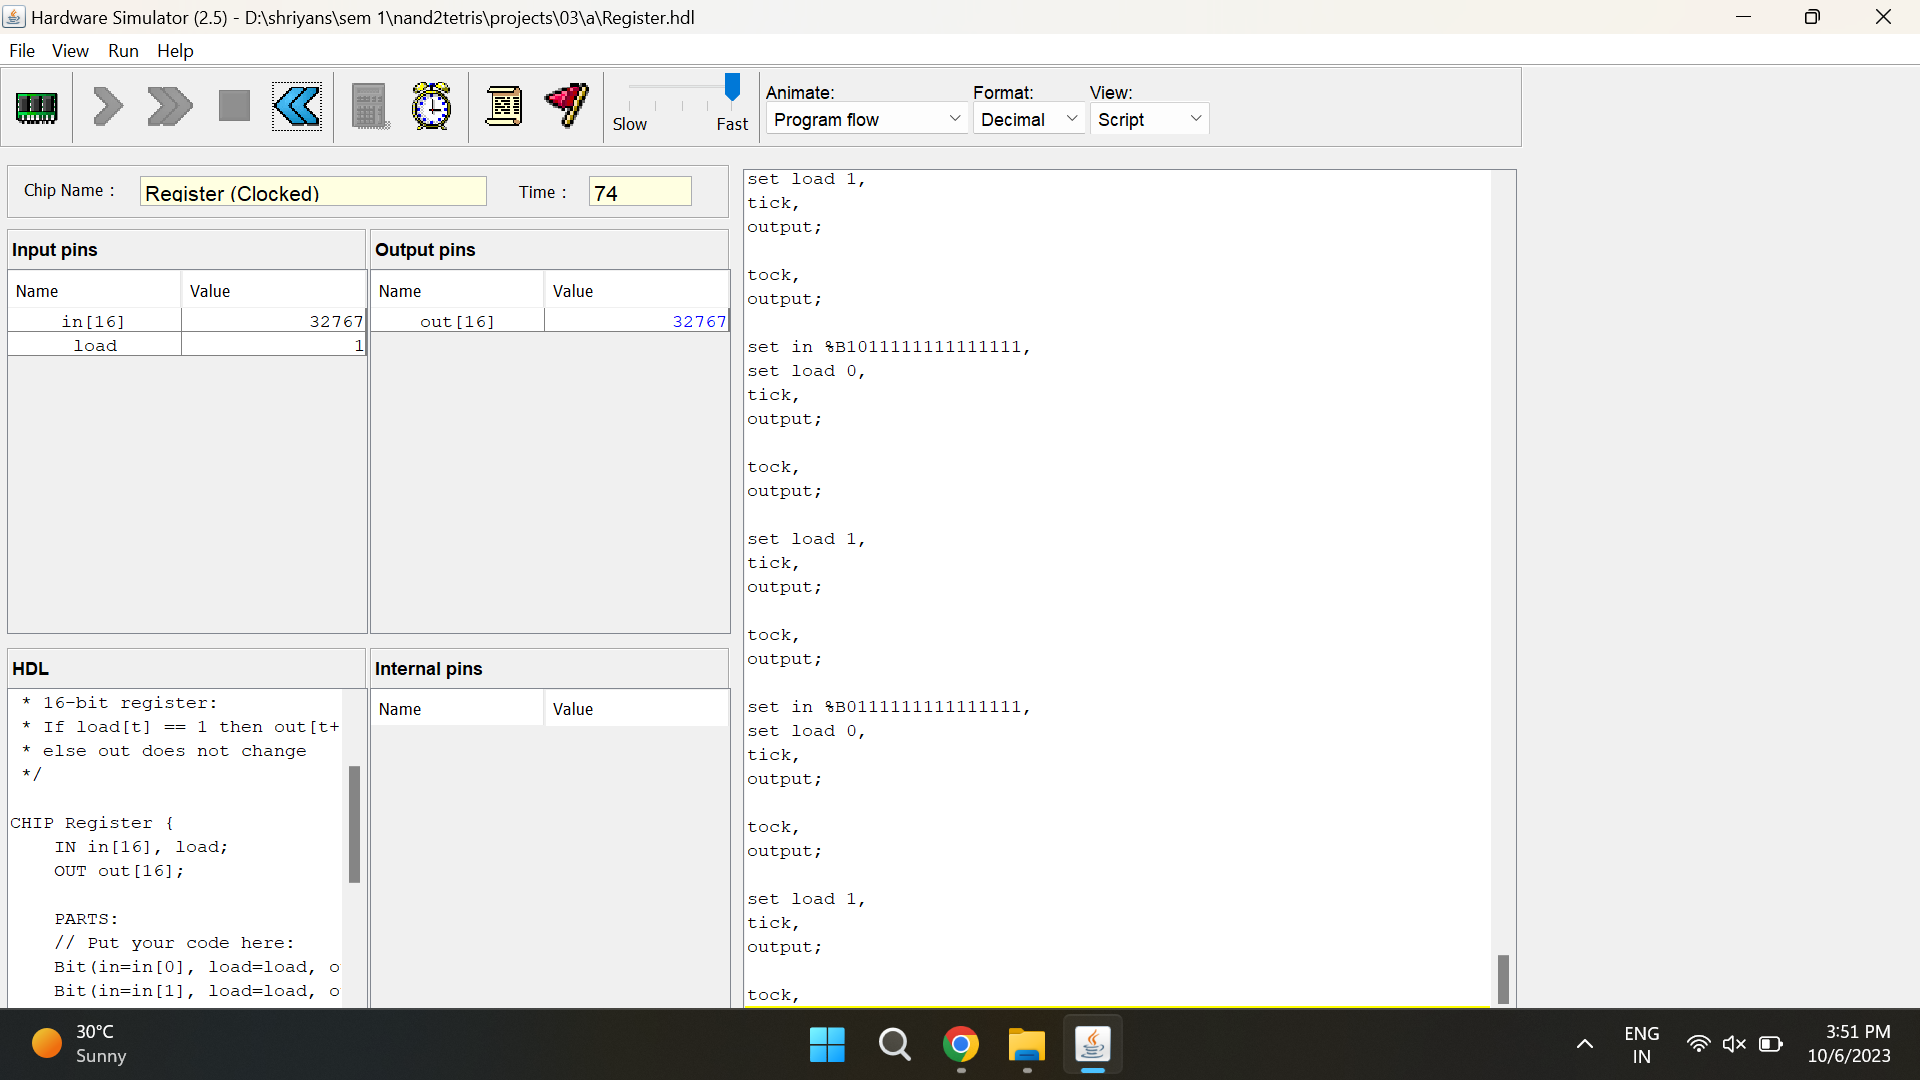 Hardware Simulator (2.5) - D:\shriyans\sem 1\nand2tetris\projects\03\a\Register.hdl
File View Run Help
Slow Fast
Animate:
Program flow
Format:
Decimal
View:
Script
Chip Name :
Register (Clocked)
Time :
74
Input pins
Name Value
in[16] 32767
load 1
Output pins
Name Value
out[16] 32767
HDL
* 16-bit register:
* If load[t] == 1 then out[t+
* else out does not change
*/
CHIP Register {
IN in[16], load;
OUT out[16];
PARTS:
// Put your code here:
Bit(in=in[0], load=load, o
Bit(in=in[1], load=load, o
Internal pins
Name Value
set load 1,
tick,
output;
tock,
output;
set in %B1011111111111111,
set load 0,
tick,
output;
tock,
output;
set load 1,
tick,
output;
tock,
output;
set in %B0111111111111111,
set load 0,
tick,
output;
tock,
output;
set load 1,
tick,
output;
tock,
30°C
Sunny
ENG
IN
3:51 PM
10/6/2023